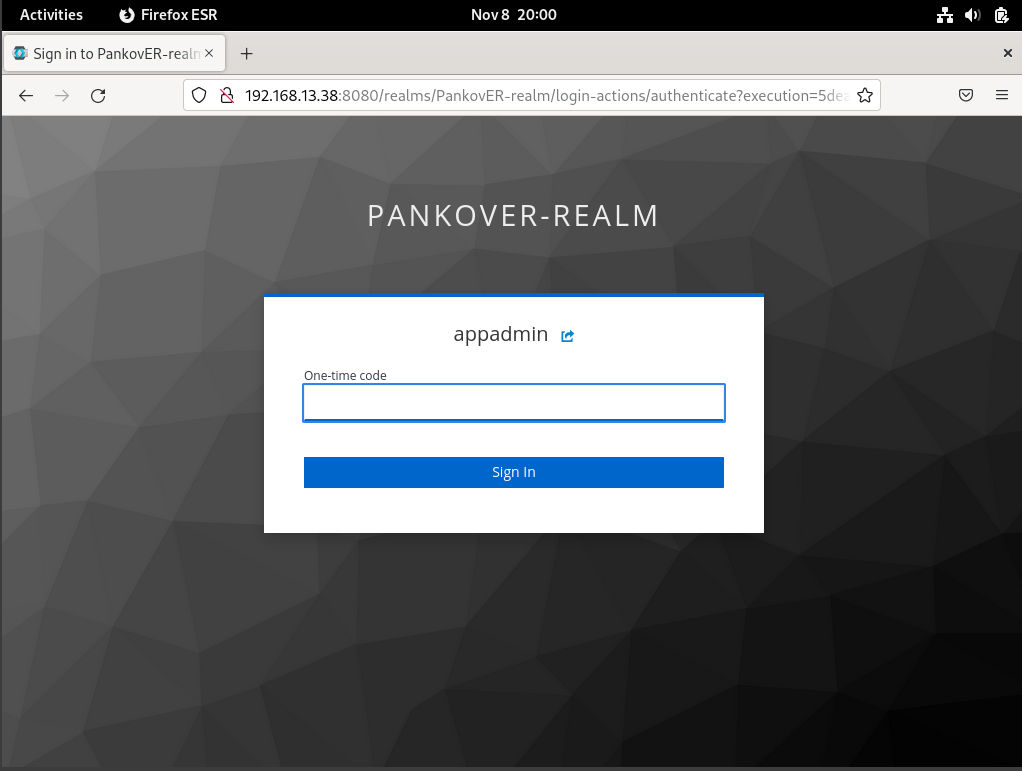 Activities Firefox ESR Nov 8 20:00
Sign in to PankovER-realm
192.168.13.38:8080/realms/PankovER-realm/login-actions/authenticate?execution=5dea
PANKOVER-REALM
appadmin
One-time code
Sign In